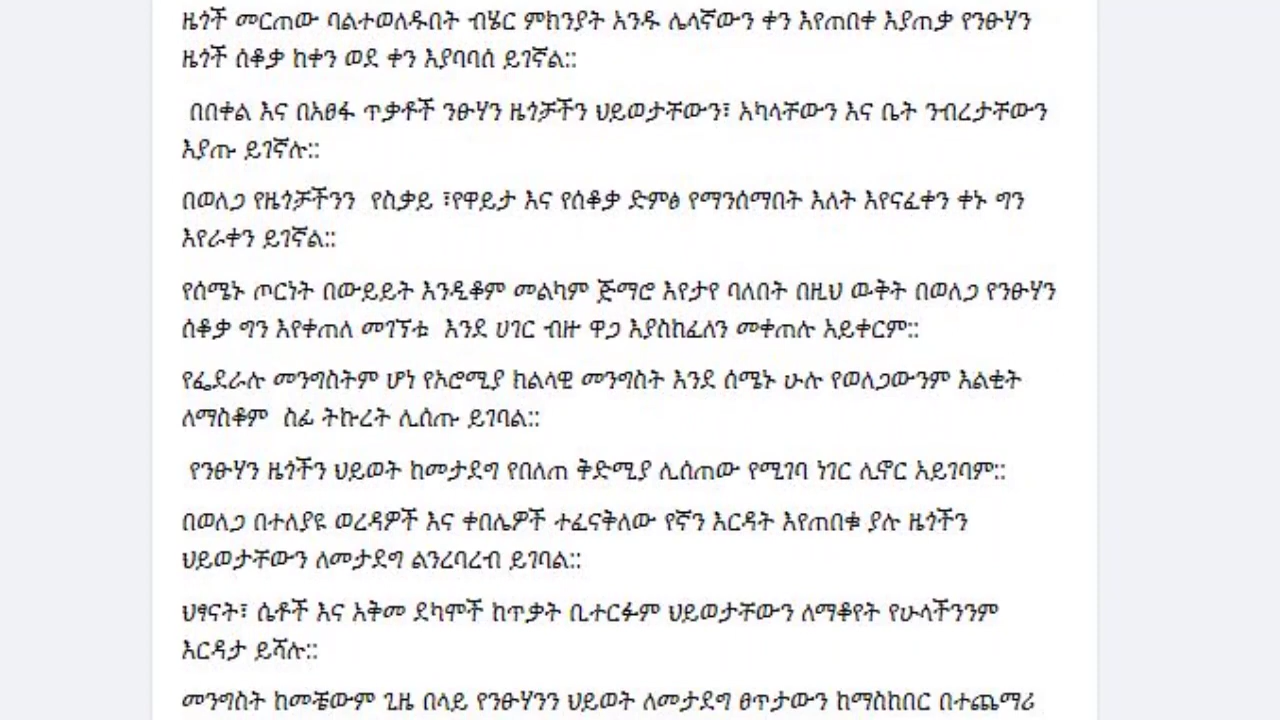 ዜጎች መርጠው ባልተወለዱበት ብሄር ምክንያት አንዱ ሌላኛውን ቀን እየጠበቀ እያጠቃ የንፁሃን
ዜጎች ሰቆቃ ከቀን ወደ ቀን እያባባሰ ይገኛል፡፡
በበቀል እና በአፀፋ ጥቃቶች ንፁሃን ዜጎቻችን ህይወታቸውን፣ አካላቸውን እና ቤት ንብረታቸውን
እያጡ ይገኛሉ፡፡
በወለጋ የዜጎቻችንን የስቃይ ፣የዋይታ እና የሰቆቃ ድምፅ የማንሰማበት እለት እየናፈቀን ቀኑ ግን
እየራቀን ይገኛል፡፡
የሰሜኑ ጦርነት በውይይት እንዲቆም መልካም ጅማሮ እየታየ ባለበት በዚህ ወቅት በወለጋ የንፁሃን
ሰቆቃ ግን እየቀጠለ መገኘቱ እንደ ሀገር ብዙ ዋጋ እያስከፈለን መቀጠሉ አይቀርም፡፡
የፌደራሉ መንግስትም ሆነ የኦሮሚያ ክልላዊ መንግስት እንደ ሰሜኑ ሁሉ የወለጋውንም እልቂት
ለማስቆም ስፊ ትኩረት ሊሰጡ ይገባል፡፡
የንፁሃን ዜጎችን ህይወት ከመታደግ የበለጠ ቅድሚያ ሊሰጠው የሚገባ ነገር ሊኖር አይገባም፡፡
በወለጋ በተለያዩ ወረዳዎች እና ቀበሌዎች ተፈናቅለው የኛን እርዳት እየጠበቁ ያሉ ዜጎችን
ህይወታቸውን ለመታደግ ልንረባረብ ይገባል፡፡
ህፃናት፣ ሴቶች እና አቅመ ደካሞች ከጥቃት ቢተርፉም ህይወታቸውን ለማቆየት የሁላችንንም
እርዳታ ይሻሉ፡፡
መንግስት ከመቼውም ጊዜ በላይ የንፁሃንን ህይወት ለመታደግ ፀጥታውን ከማስከበር በተጨማሪ